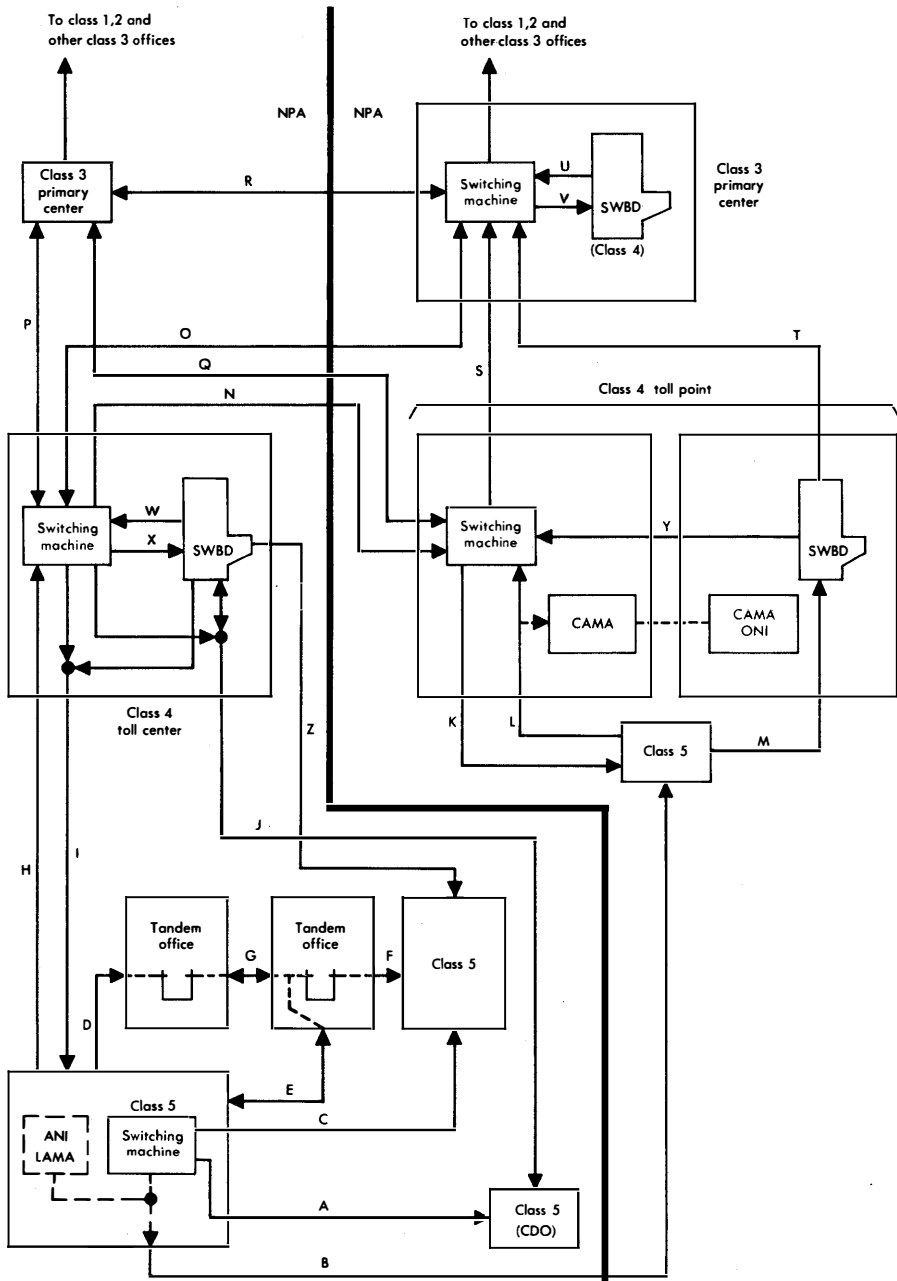 To class 1,2 and
other class 3 offices
To class 1,2 and
other class 3 offices
NPA
NPA
Class 3
primary
center
R
Switching
machine
U
V
SWBD
(Class 4)
Class 3
primary
center
P
O
Q
N
S
T
Class 4 toll point
Switching
machine
W
X
SWBD
Switching
machine
Y
SWBD
CAMA
CAMA
ONI
Class 4
toll center
Z
K
L
Class 5
M
H
I
J
Tandem
office
G
Tandem
office
F
Class 5
D
E
Class 5
C
ANI
LAMA
Switching
machine
A
Class 5
(CDO)
B